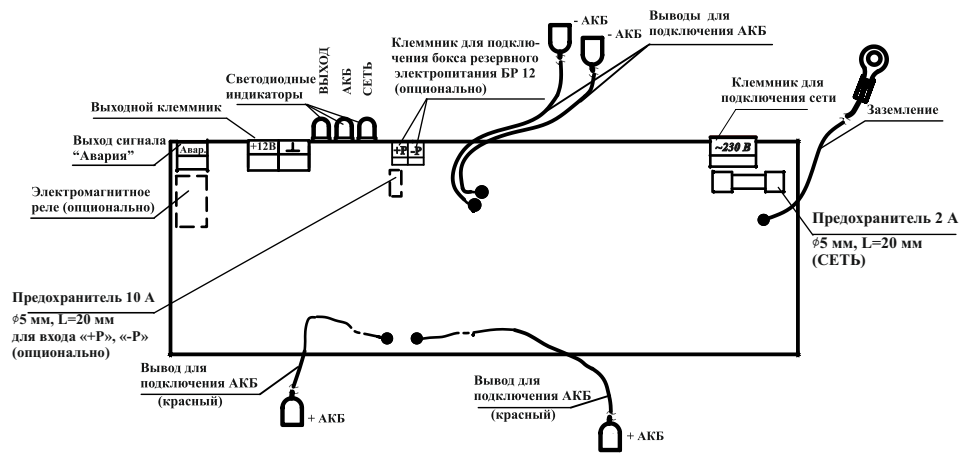 - АКБ
- АКБ
Выводы для
подключения АКБ
Клеммник для подклю-
чения бокса резервного
электропитания БР 12
(опционально)
Светодиодные
индикаторы
ВЫХОД
АКБ
СЕТЬ
Клеммник для
подключения сети
Заземление
Выходной клеммник
Выход сигнала
“Авария”
Авар.
+12В
⊥
+Р
-Р
~230 В
Электромагнитное
реле (опционально)
Предохранитель 2 А
∮5 мм, L=20 мм
(СЕТЬ)
Предохранитель 10 А
∮5 мм, L=20 мм
для входа «+Р», «-Р»
(опционально)
Вывод для
подключения АКБ
(красный)
+ АКБ
Вывод для
подключения АКБ
(красный)
+ АКБ